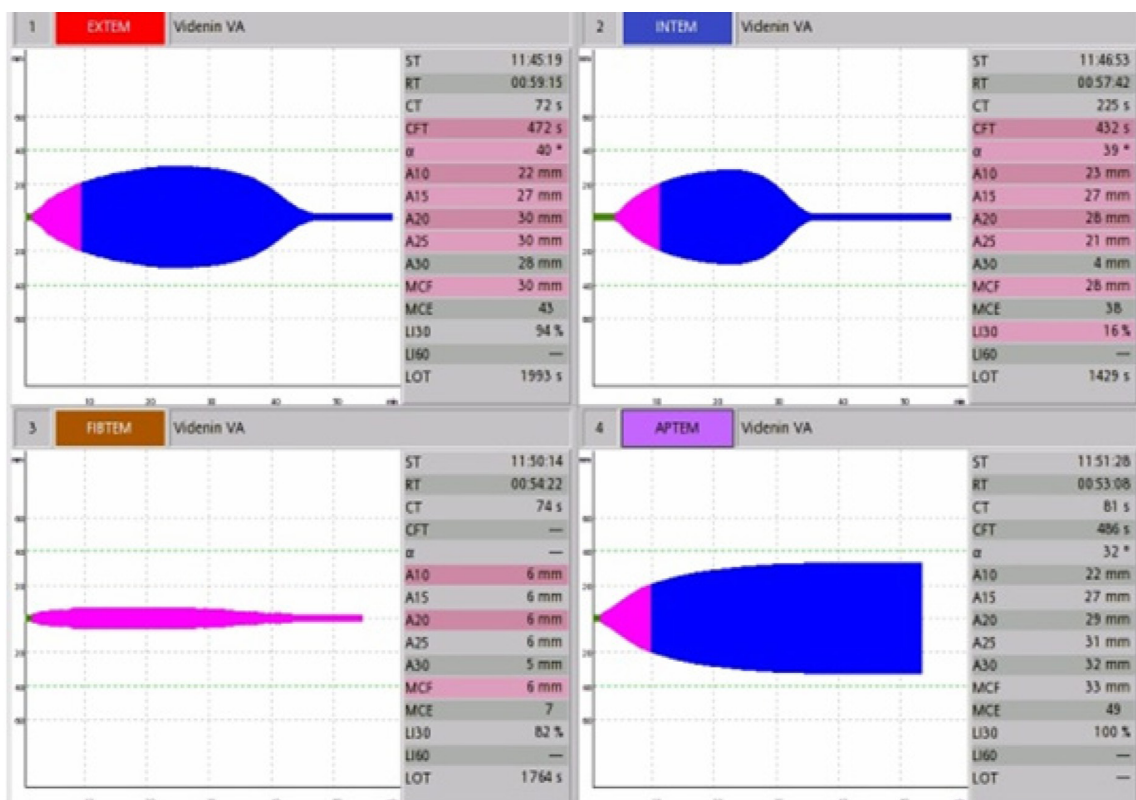 1 EXTEM Videnin VA
ST 11:45:19
RT 00:59:15
CT 72 s
CFT 472 s
α 40 °
A10 22 mm
A15 27 mm
A20 30 mm
A25 30 mm
A30 28 mm
MCF 30 mm
MCE 43
LI30 94 %
LI60 —
LOT 1993 s
2 INTEM Videnin VA
ST 11:46:53
RT 00:57:42
CT 225 s
CFT 432 s
α 39 °
A10 23 mm
A15 27 mm
A20 28 mm
A25 21 mm
A30 4 mm
MCF 28 mm
MCE 38
LI30 16 %
LI60 —
LOT 1429 s
3 FIBTEM Videnin VA
ST 11:50:14
RT 00:54:22
CT 74 s
CFT —
α —
A10 6 mm
A15 6 mm
A20 6 mm
A25 6 mm
A30 5 mm
MCF 6 mm
MCE 7
LI30 82 %
LI60 —
LOT 1764 s
4 APTEM Videnin VA
ST 11:51:28
RT 00:53:08
CT 81 s
CFT 486 s
α 32 °
A10 22 mm
A15 27 mm
A20 29 mm
A25 31 mm
A30 32 mm
MCF 33 mm
MCE 49
LI30 100 %
LI60 —
LOT —